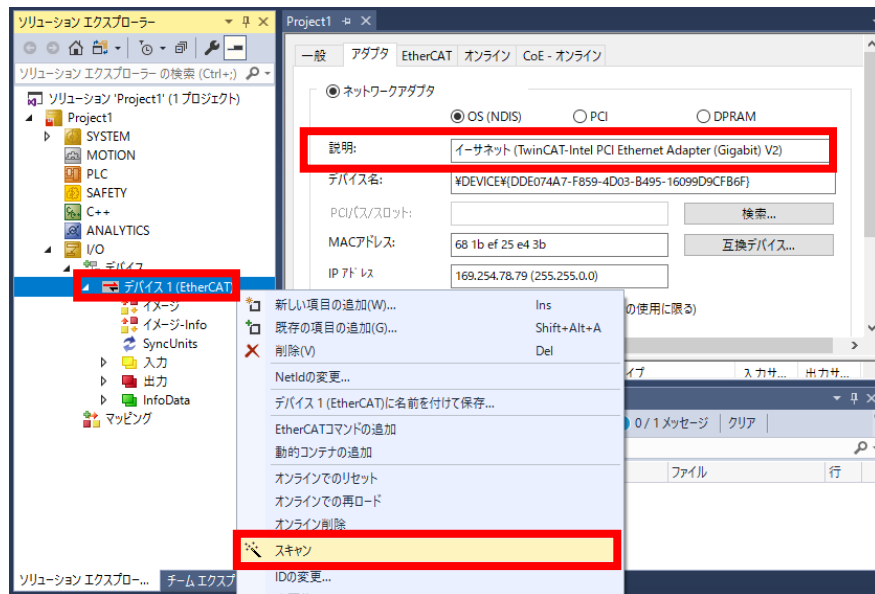 ソリューション エクスプローラー
ソリューション エクスプローラー の検索 (Ctrl+;)
ソリューション 'Project1' (1 プロジェクト)
Project1
SYSTEM
MOTION
PLC
SAFETY
C++
ANALYTICS
I/O
デバイス
デバイス 1 (EtherCAT)
イメージ
イメージ-Info
SyncUnits
入力
出力
InfoData
マッピング
ソリューション エクスプロー...
チーム エクスプ
Project1
一般
アダプタ
EtherCAT
オンライン
CoE - オンライン
ネットワークアダプタ
OS (NDIS)
PCI
DPRAM
説明:
イーサネット (TwinCAT-Intel PCI Ethernet Adapter (Gigabit) V2)
デバイス名:
¥DEVICE¥{DDE074A7-F859-4D03-B495-16099D9CFB6F}
PCIバス/スロット:
検索...
MACアドレス:
68 1b ef 25 e4 3b
互換デバイス...
IP アドレス
169.254.78.79 (255.255.0.0)
の使用に限る)
新しい項目の追加(W)...
Ins
既存の項目の追加(G)...
Shift+Alt+A
削除(V)
Del
NetIdの変更...
デバイス 1 (EtherCAT)に名前を付けて保存...
EtherCATコマンドの追加
動的コンテナの追加
オンラインでのリセット
オンラインでの再ロード
オンライン削除
スキャン
IDの変更...
イプ
入力サ...
出力サ...
0 / 1 メッセージ
クリア
ファイル
行